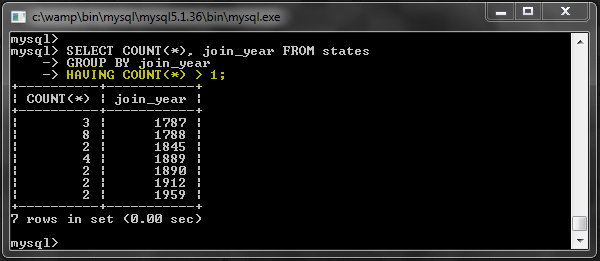 c:\wamp\bin\mysql\mysql5.1.36\bin\mysql.exe
mysql>
mysql> SELECT COUNT(*), join_year FROM states
    -> GROUP BY join_year
    -> HAVING COUNT(*) > 1;
+----------+-----------+
| COUNT(*) | join_year |
+----------+-----------+
|        3 |      1787 |
|        8 |      1788 |
|        2 |      1845 |
|        4 |      1889 |
|        2 |      1890 |
|        2 |      1912 |
|        2 |      1959 |
+----------+-----------+
7 rows in set (0.00 sec)
mysql>